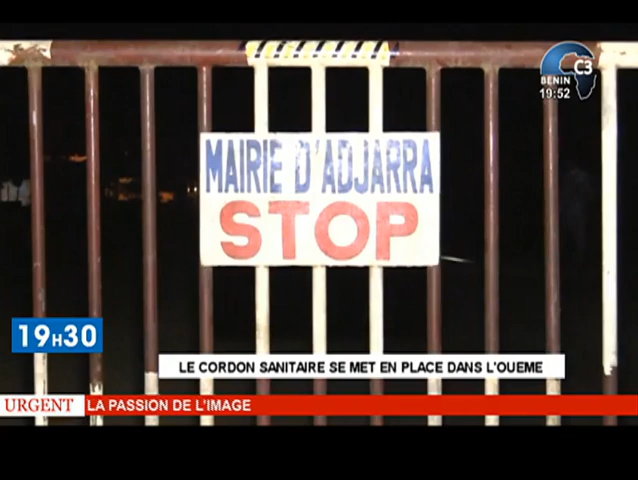 C3
BENIN
19:52
MAIRIE D'ADJARRA
STOP
19H30
LE CORDON SANITAIRE SE MET EN PLACE DANS L'OUEME
URGENT LA PASSION DE L'IMAGE